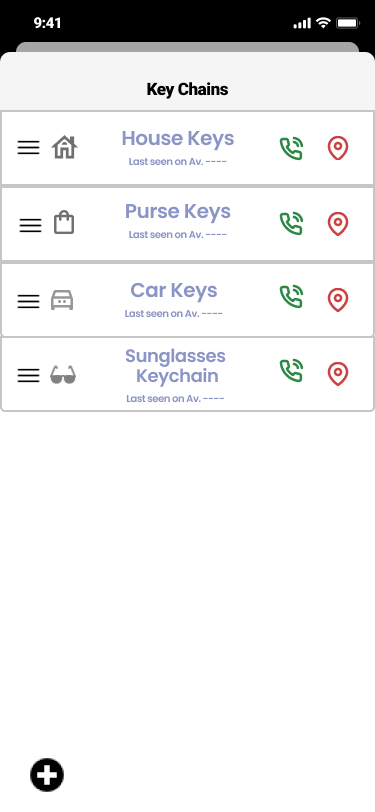 9:41
Key Chains
House Keys
Last seen on Av. ----
Purse Keys
Last seen on Av. ----
Car Keys
Last seen on Av. ----
Sunglasses
Keychain
Last seen on Av. ----